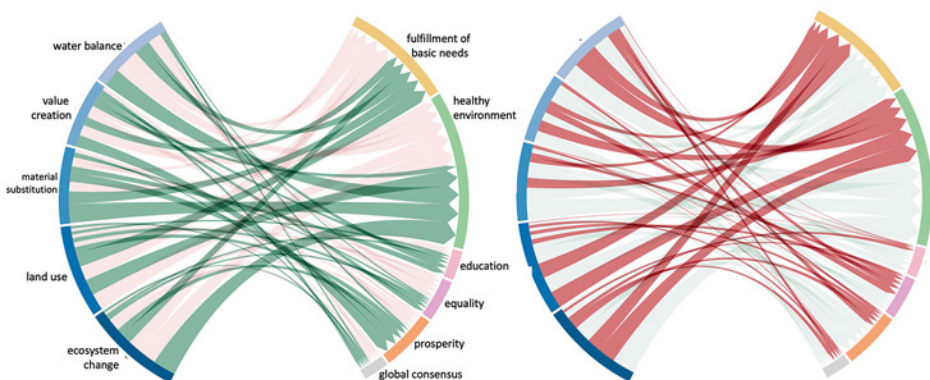 water balance
value
creation
material
substitution
land use
ecosystem
change
fulfillment of
basic needs
healthy
environment
education
equality
prosperity
global consensus